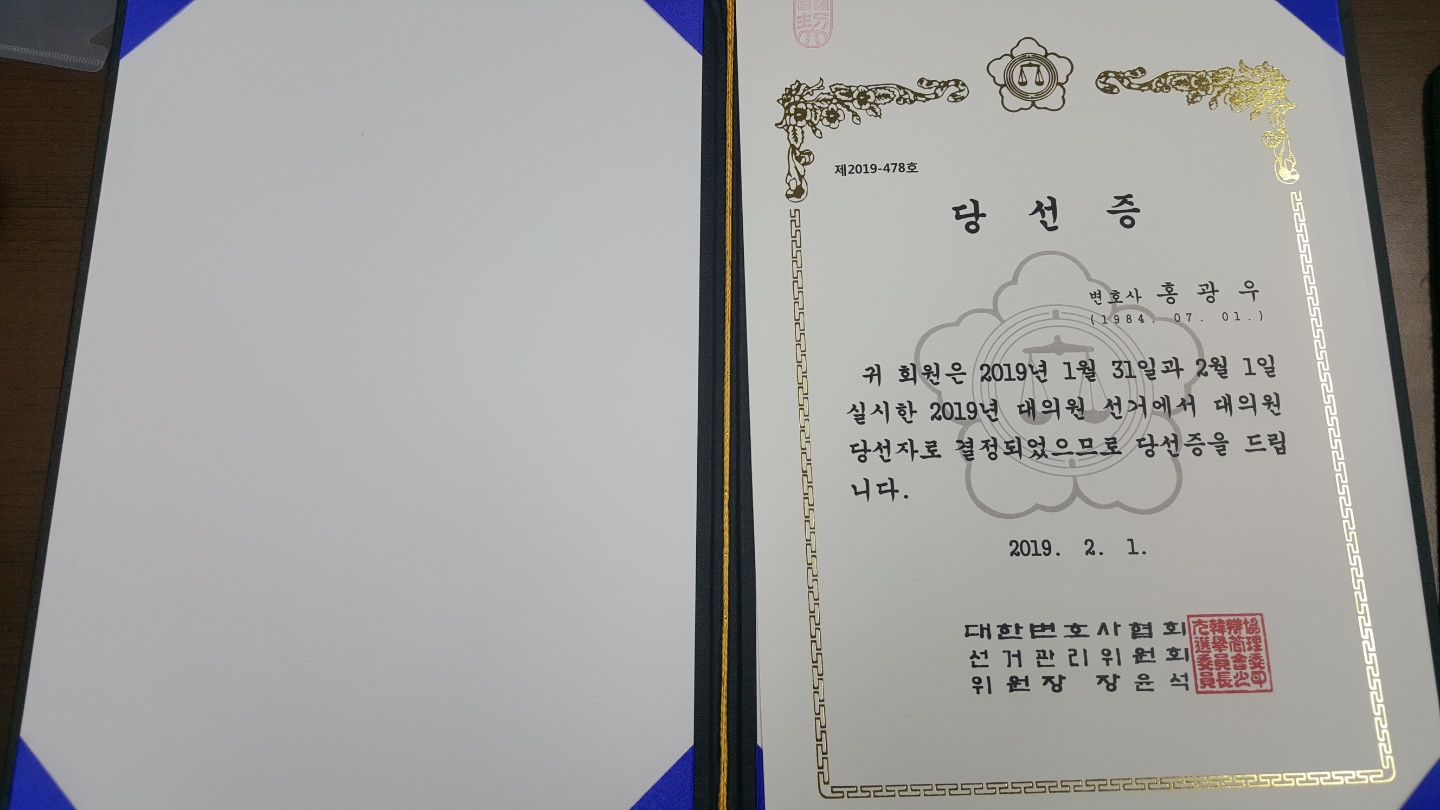 제2019-478호
당 선 증
변호사 홍 광 우
(1984. 07. 01.)
귀 회원은 2019년 1월 31일과 2월 1일
실시한 2019년 대의원 선거에서 대의원
당선자로 결정되었으므로 당선증을 드립
니다.
2019. 2. 1.
대한변호사협회
선거관리위원회
위원장 장윤석